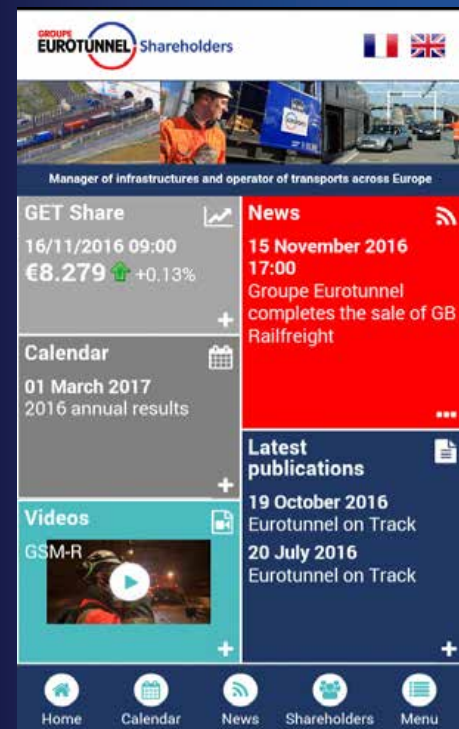 GROUPE
EUROTUNNEL Shareholders
Manager of infrastructures and operator of transports across Europe
GET Share
16/11/2016 09:00
€8.279 +0.13%
News
15 November 2016
17:00
Groupe Eurotunnel
completes the sale of GB
Railfreight
Calendar
01 March 2017
2016 annual results
Latest
publications
19 October 2016
Eurotunnel on Track
20 July 2016
Eurotunnel on Track
Videos
GSM-R
Home Calendar News Shareholders Menu